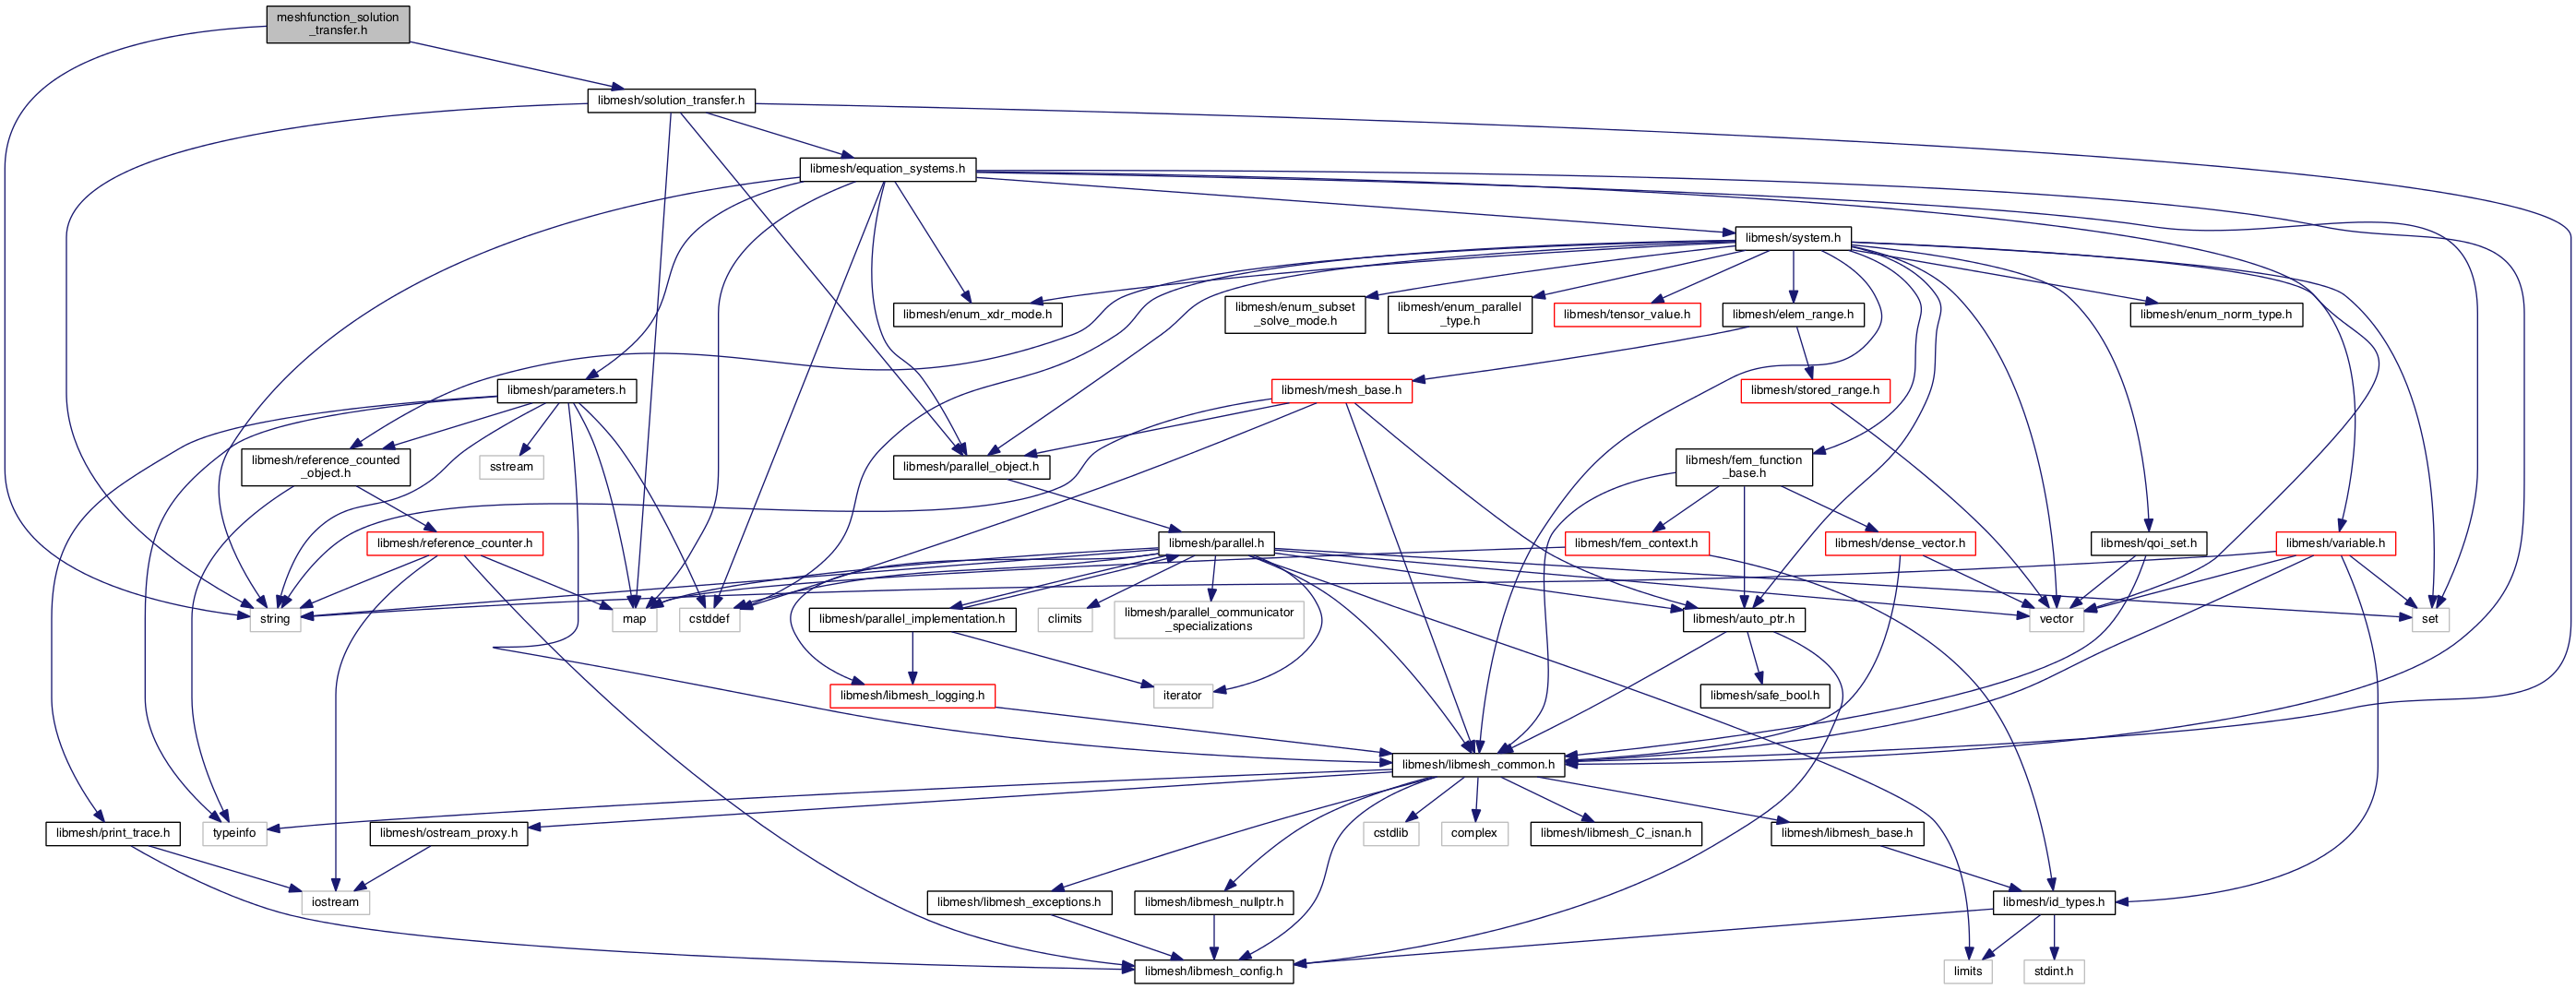 meshfunction_solution
_transfer.h
libmesh/solution_transfer.h
libmesh/equation_systems.h
libmesh/system.h
libmesh/enum_xdr_mode.h
libmesh/enum_subset
_solve_mode.h
libmesh/enum_parallel
_type.h
libmesh/tensor_value.h
libmesh/elem_range.h
libmesh/enum_norm_type.h
libmesh/parameters.h
libmesh/mesh_base.h
libmesh/stored_range.h
libmesh/reference_counted
_object.h
sstream
libmesh/parallel_object.h
libmesh/fem_function
_base.h
libmesh/reference_counter.h
libmesh/parallel.h
libmesh/fem_context.h
libmesh/dense_vector.h
libmesh/qoi_set.h
libmesh/variable.h
string
map
cstddef
libmesh/parallel_implementation.h
climits
libmesh/parallel_communicator
_specializations
libmesh/auto_ptr.h
vector
set
libmesh/libmesh_logging.h
iterator
libmesh/safe_bool.h
libmesh/libmesh_common.h
libmesh/print_trace.h
typeinfo
libmesh/ostream_proxy.h
cstdlib
complex
libmesh/libmesh_C_isnan.h
libmesh/libmesh_base.h
iostream
libmesh/libmesh_exceptions.h
libmesh/libmesh_nullptr.h
libmesh/id_types.h
libmesh/libmesh_config.h
limits
stdint.h